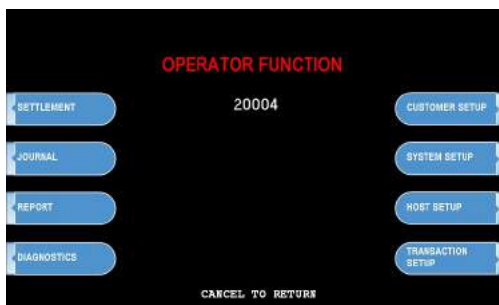 OPERATOR FUNCTION
20004
SETTLEMENT
CUSTOMER SETUP
JOURNAL
SYSTEM SETUP
REPORT
HOST SETUP
DIAGNOSTICS
TRANSACTION
SETUP
CANCEL TO RETURN